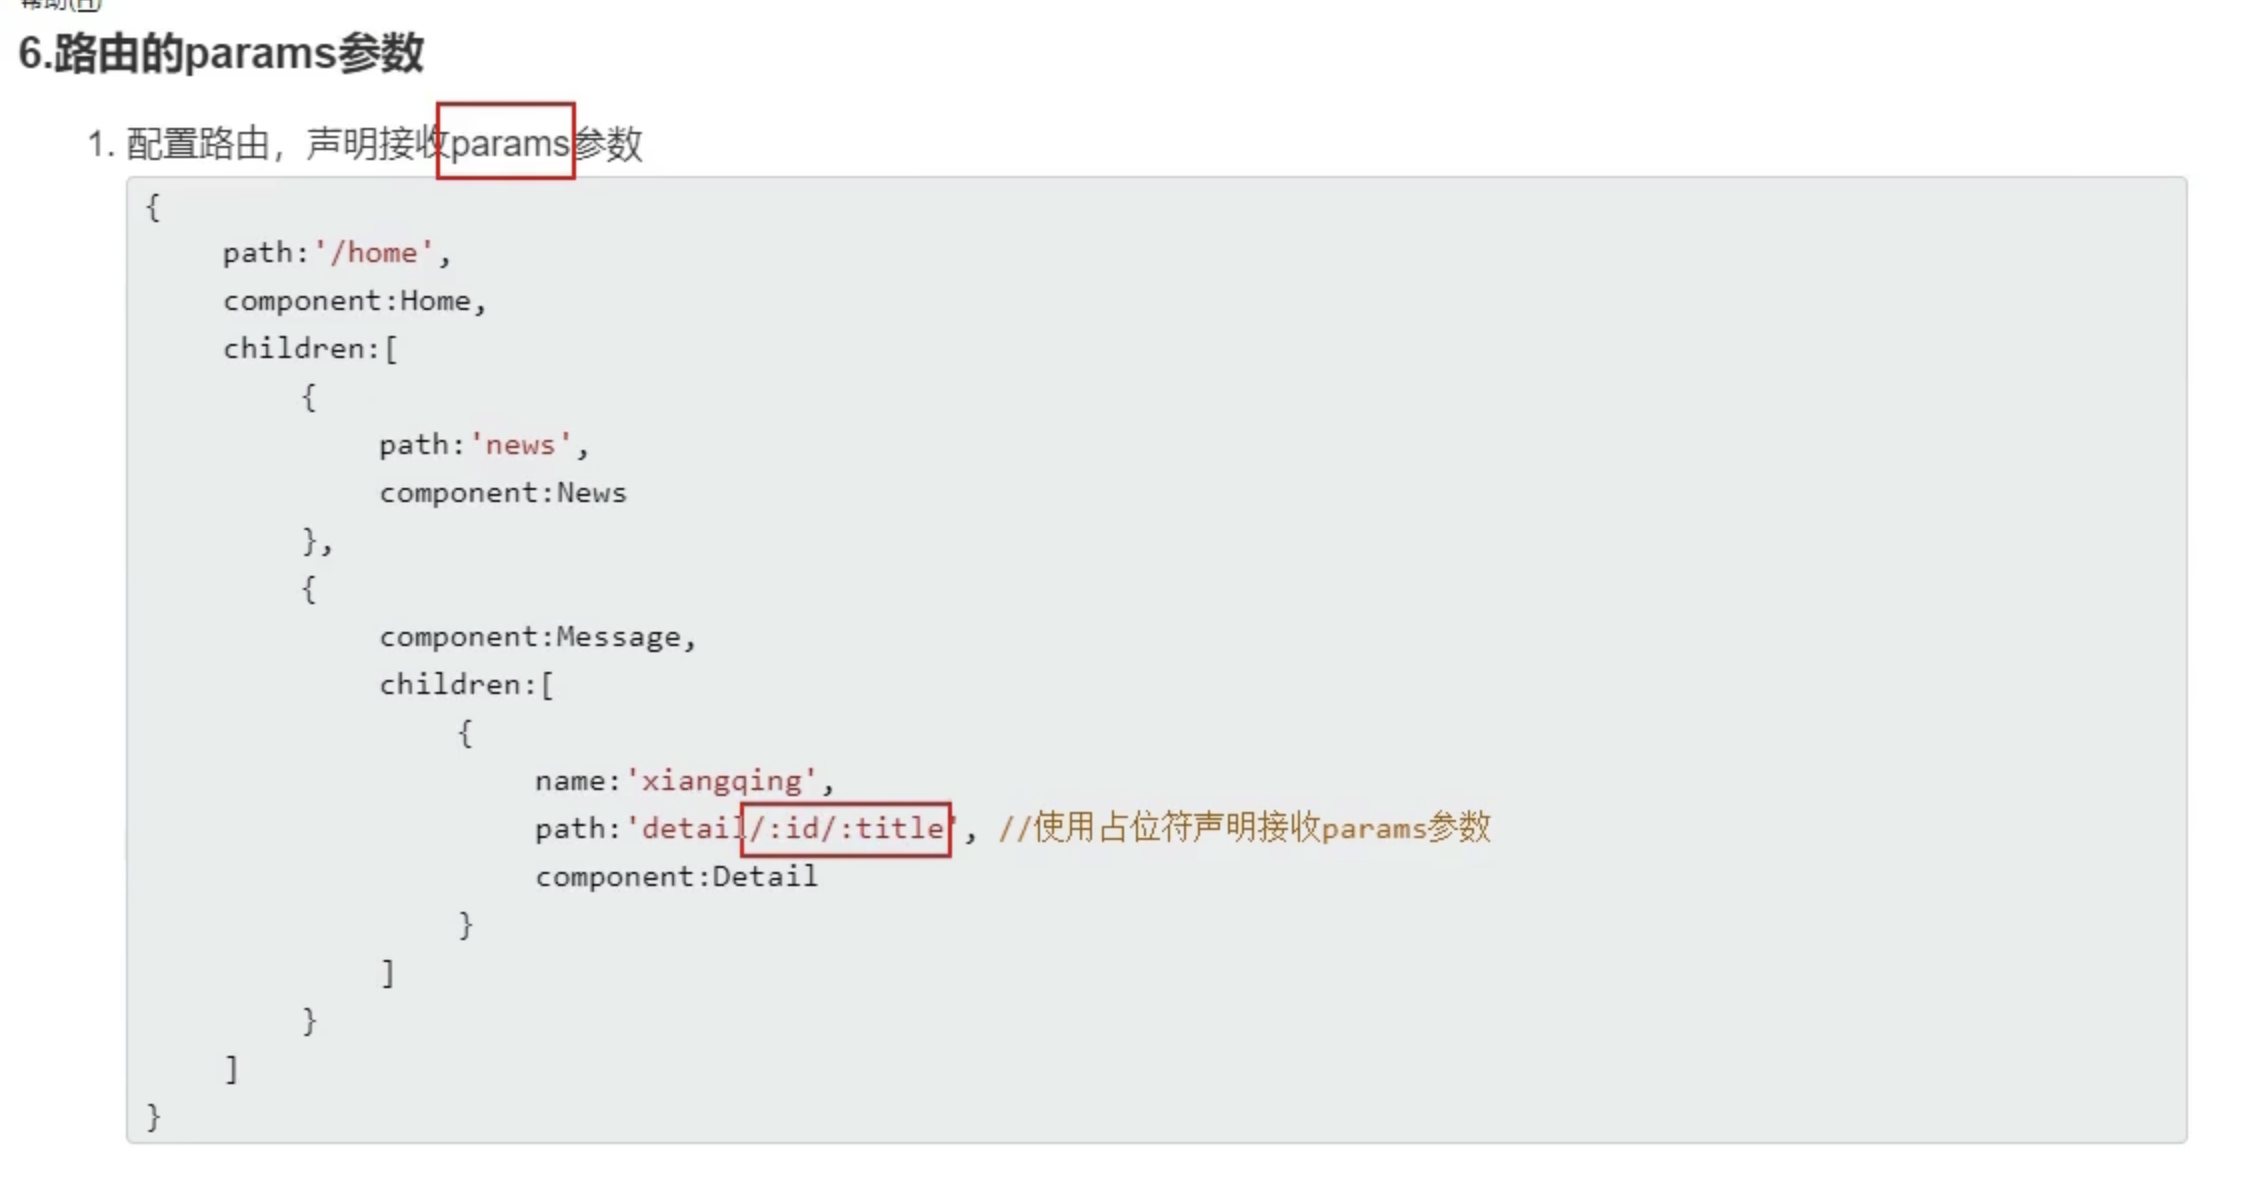 帮助(H)
6.路由的params参数
1. 配置路由，声明接收params参数
{
path:'/home',
component:Home,
children:[
{
path:'news',
component:News
},
{
component:Message,
children:[
{
name:'xiangqing',
path:'detail/:id/:title', //使用占位符声明接收params参数
component:Detail
}
]
}
]
}